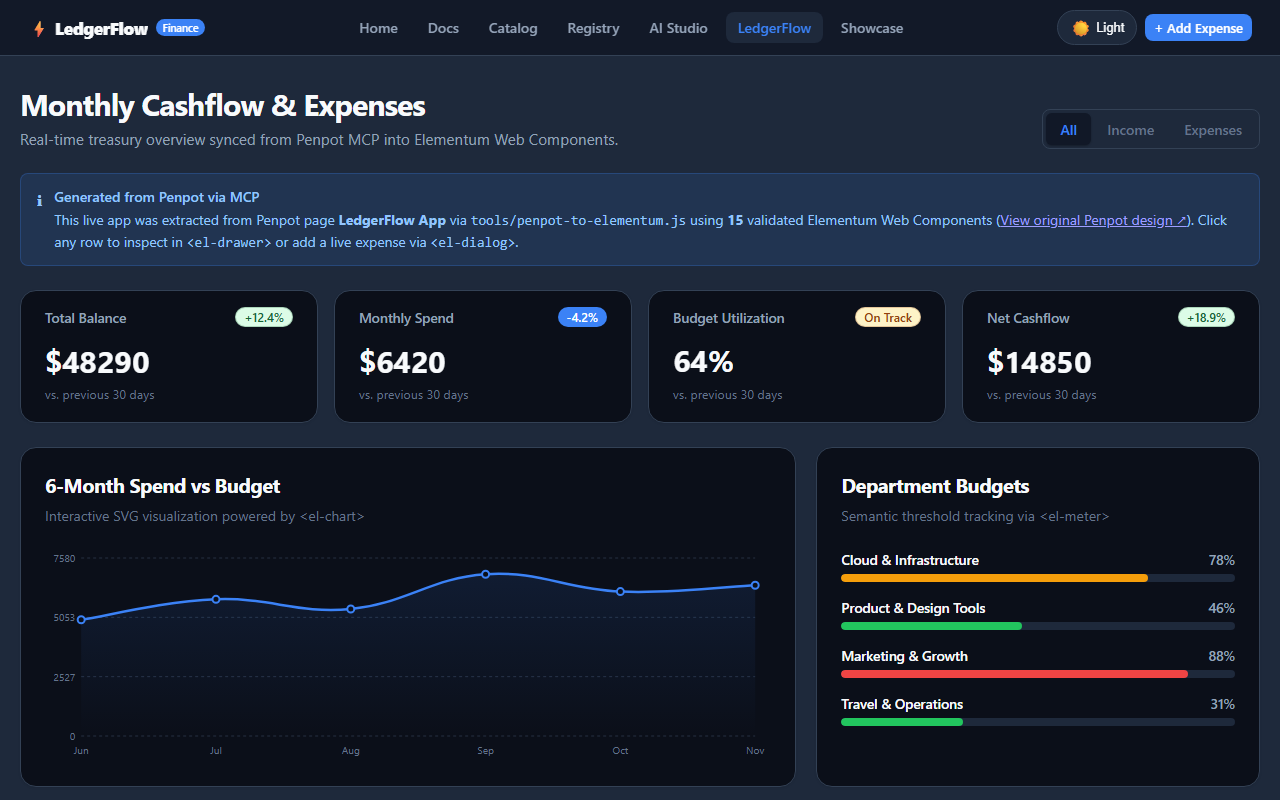 LedgerFlow Finance
Home Docs Catalog Registry AI Studio LedgerFlow Showcase
Light + Add Expense
Monthly Cashflow & Expenses
Real-time treasury overview synced from Penpot MCP into Elementum Web Components.
All Income Expenses
Generated from Penpot via MCP
This live app was extracted from Penpot page LedgerFlow App via tools/penpot-to-elementum.js using 15 validated Elementum Web Components (View original Penpot design ↗). Click
any row to inspect in <el-drawer> or add a live expense via <el-dialog>.
Total Balance +12.4%
$48290
vs. previous 30 days
Monthly Spend -4.2%
$6420
vs. previous 30 days
Budget Utilization On Track
64%
vs. previous 30 days
Net Cashflow +18.9%
$14850
vs. previous 30 days
6-Month Spend vs Budget
Interactive SVG visualization powered by <el-chart>
7580
5053
2527
0
Jun Jul Aug Sep Oct Nov
Department Budgets
Semantic threshold tracking via <el-meter>
Cloud & Infrastructure 78%
Product & Design Tools 46%
Marketing & Growth 88%
Travel & Operations 31%